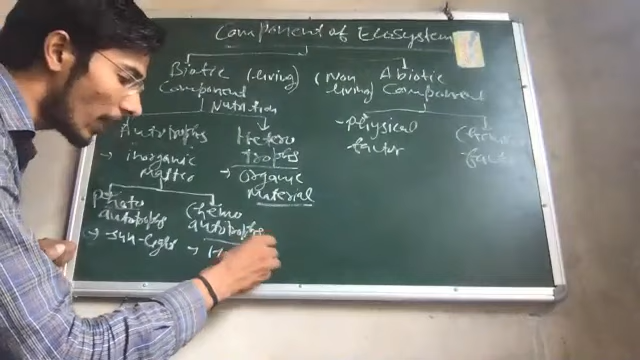 Component of EcoSystem
Biotic (living)
Component
(Non living) Abiotic
Component
Nutrition
Autotrophs
→ inorganic
matter
Hetero
trophs
→ Organic
Material
- Physical
factor
factor
Photo
autotrophs
→ Sun-light
Chemo
autotrophs
→